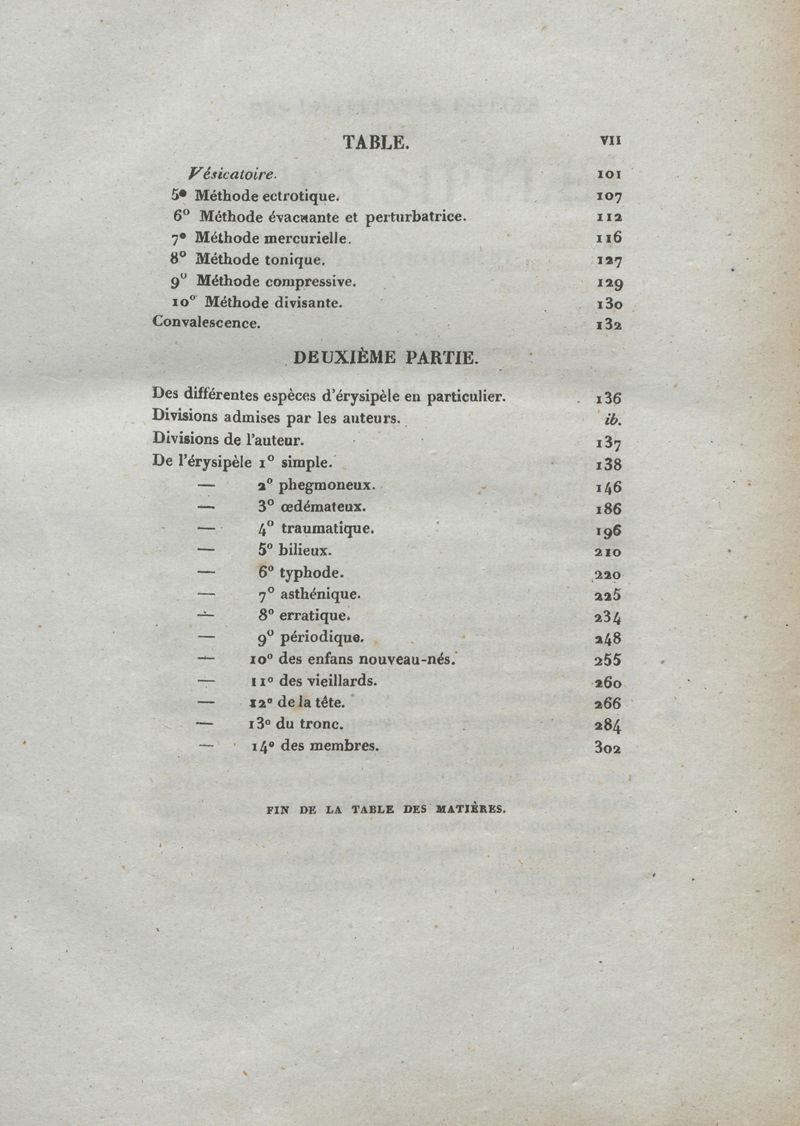 TABLE. VII
Vésicatoire. 101
5° Méthode ectrotique. 107
6° Méthode évacuante et perturbatrice. 112
7° Méthode mercurielle. 116
8° Méthode tonique. 127
9° Méthode compressive. 129
10° Méthode divisante. 130
Convalescence. 132
DEUXIÈME PARTIE.
Des différentes espèces d'érysipèle en particulier. 136
Divisions admises par les auteurs. ib.
Divisions de l'auteur. 137
De l'érysipèle 1° simple. 138
— 2° phegmoneux. 146
— 3° œdémateux. 186
— 4° traumatique. 196
— 5° bilieux. 210
— 6° typhode. 220
— 7° asthénique. 225
— 8° erratique. 234
— 9° périodique. 248
— 10° des enfans nouveau-nés. 255
— 11° des vieillards. 260
— 12° de la tête. 266
— 13° du tronc. 284
— 14° des membres. 302
FIN DE LA TABLE DES MATIÈRES.